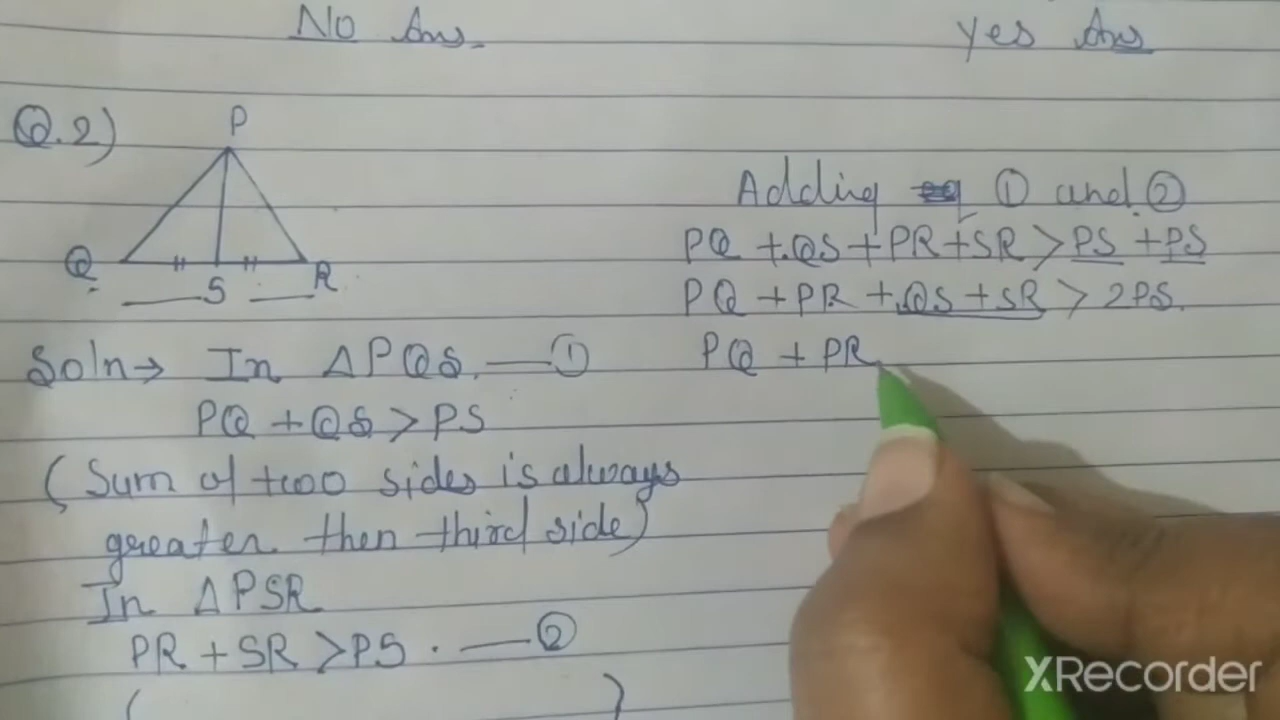 No Ans.
Yes Ans
Q.2)
P
Q
S
R
Soln → In △PQS. — ①
PQ + QS > PS
(Sum of two sides is always
greater then third side)
In △PSR
PR + SR > PS. — ②
( )
Adding ① and ②
PQ + QS + PR + SR > PS + PS
PQ + PR + QS + SR > 2PS.
PQ + PR
XRecorder